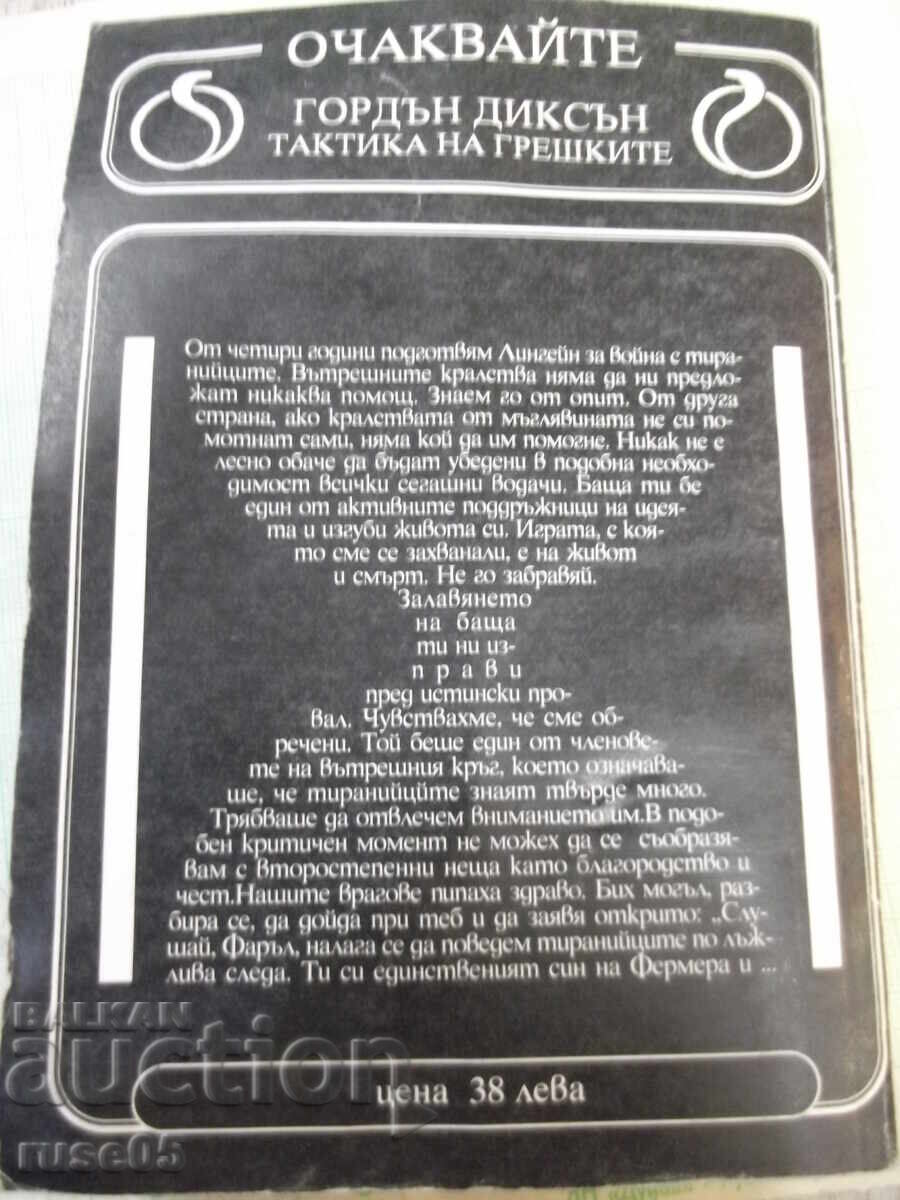 ОЧАКВАЙТЕ
ГОРДЪН ДИКСЪН
ТАКТИКА НА ГРЕШКИТЕ
От четири години подготвям Лингейн за война с тира-
нийците. Вътрешните кралства няма да ни предло-
жат никаква помощ. Знаем го от опит. От друга
страна, ако кралствата от мъглявината не си по-
мотнат сами, няма кой да им помогне. Никак не е
лесно обаче да бъдат убедени в подобна необхо-
димост всички сегашни водачи. Баща ти бе
един от активните поддръжници на идея-
та и изгуби живота си. Играта, с коя-
то сме се захванали, е на живот
и смърт. Не го забравяй.
Залавянето
на баща
ти ни из-
п р а в и
пред истински про-
вал. Чувствахме, че сме об-
речени. Той беше един от членове-
те на вътрешния кръг, което означава-
ше, че тиранийците знаят твърде много.
Трябваше да отвлечем вниманието им.В подо-
бен критичен момент не можех да се съобразя-
вам с второстепенни неща като благородство и
чест.Нашите врагове пипаха здраво. Бих могъл, раз-
бира се, да дойда при теб и да заявя открито: „Слу-
шай, Фаръл, налага се да поведем тиранийците по лъж-
лива следа. Ти си единственият син на Фермера и ...
цена 38 лева
BALKAN
auction
ruse05